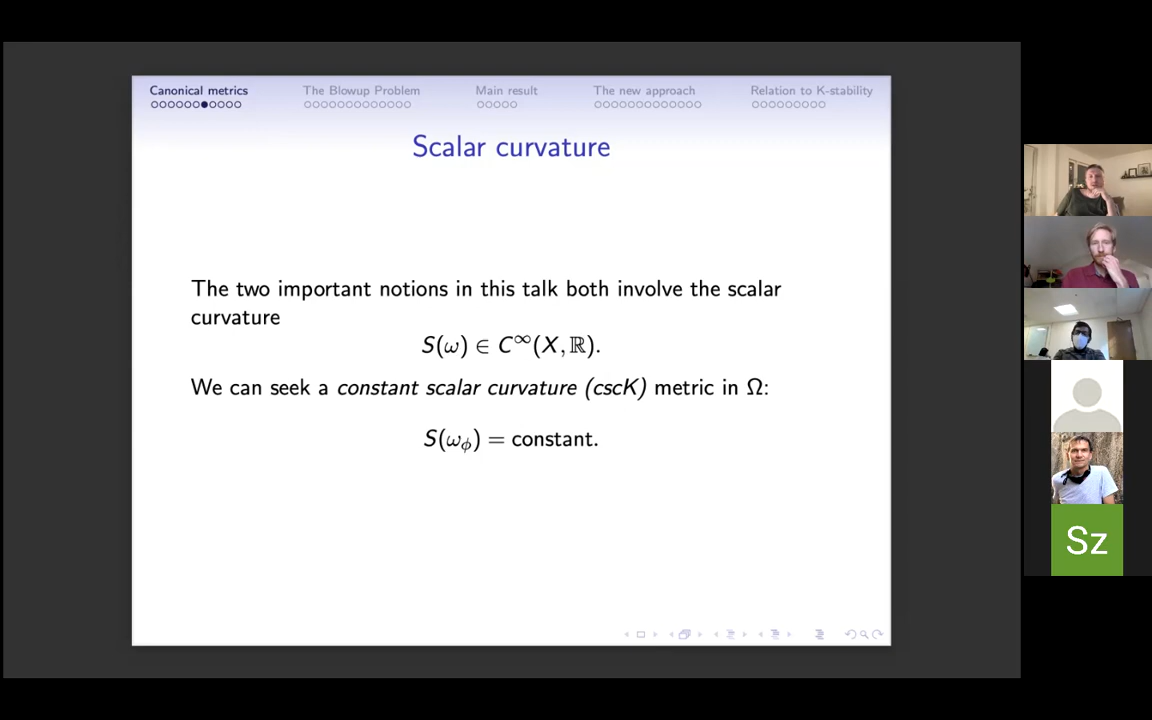 Canonical metrics
The Blowup Problem
Main result
The new approach
Relation to K-stability
Scalar curvature
The two important notions in this talk both involve the scalar
curvature
S(ω) ∈ C∞(X, ℝ).
We can seek a constant scalar curvature (cscK) metric in Ω:
S(ωϕ) = constant.
Sz